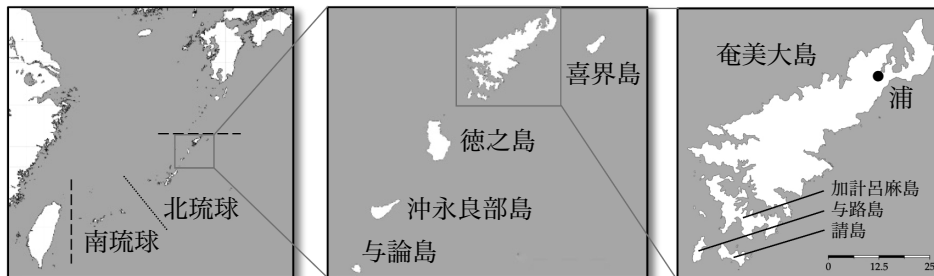 北琉球
南琉球
喜界島
徳之島
沖永良部島
与論島
奄美大島
浦
加計呂麻島
与路島
請島
0 12.5 25